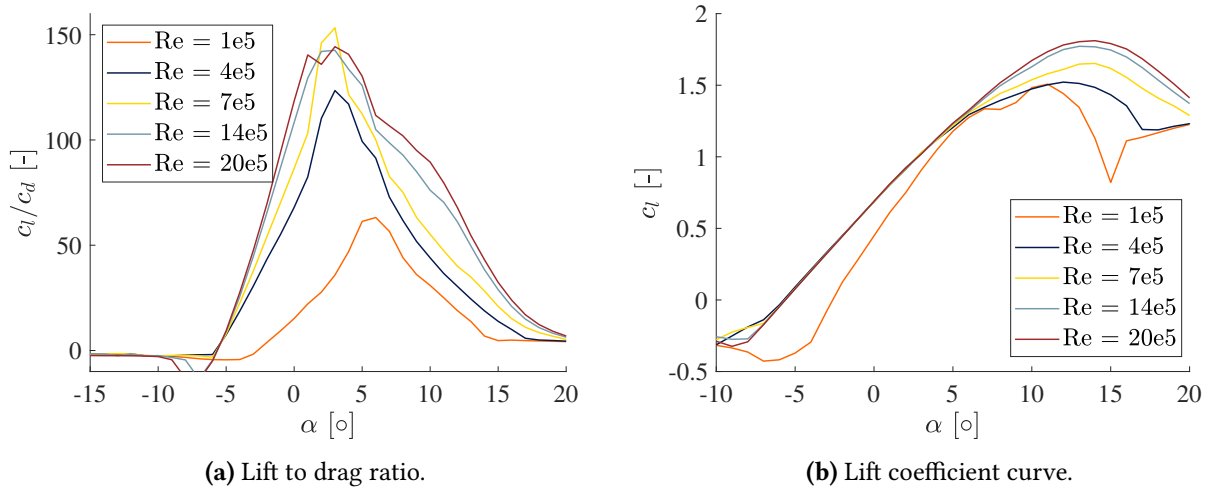 150
100
50
0
-15
-10
-5
0
5
10
15
20
c_l/c_d [-]
α [∘]
Re = 1e5
Re = 4e5
Re = 7e5
Re = 14e5
Re = 20e5
(a) Lift to drag ratio.
2
1.5
1
0.5
0
-0.5
-10
-5
0
5
10
15
20
c_l [-]
α [∘]
Re = 1e5
Re = 4e5
Re = 7e5
Re = 14e5
Re = 20e5
(b) Lift coefficient curve.